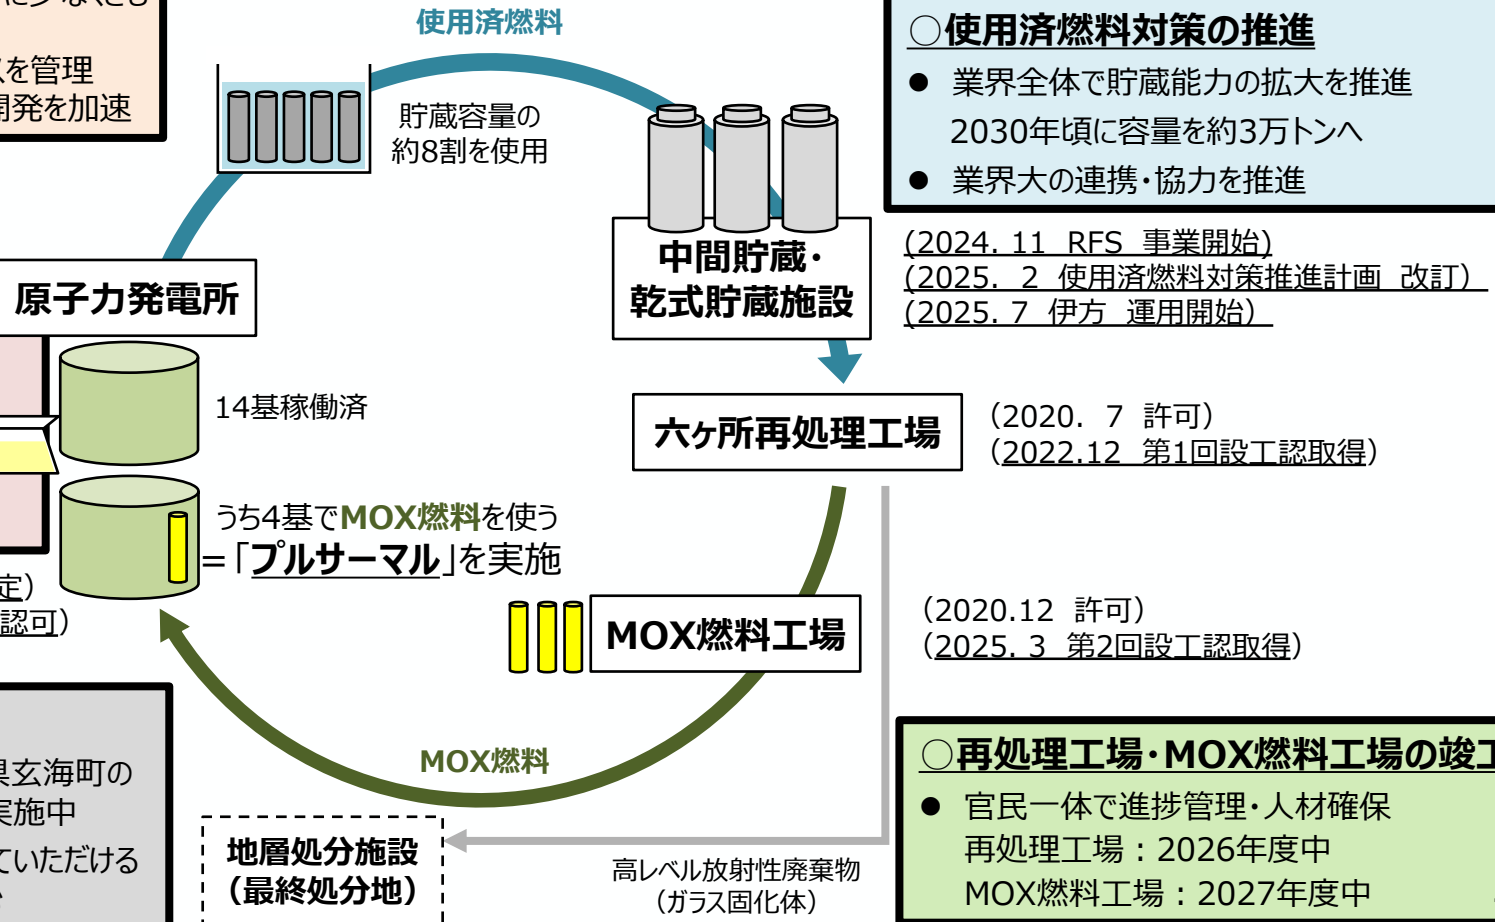 を管理
開発を加速
使用済燃料
貯蔵容量の
約8割を使用
○使用済燃料対策の推進
● 業界全体で貯蔵能力の拡大を推進
2030年頃に容量を約3万トンへ
● 業界大の連携・協力を推進
中間貯蔵・
乾式貯蔵施設
(2024. 11 RFS 事業開始)
(2025. 2 使用済燃料対策推進計画 改訂）
(2025. 7 伊方 運用開始）
原子力発電所
14基稼働済
六ヶ所再処理工場
（2020. 7 許可）
（2022.12 第1回設工認取得）
うち4基でMOX燃料を使う
=「プルサーマル」を実施
定）
認可）
MOX燃料工場
（2020.12 許可）
（2025. 3 第2回設工認取得）
MOX燃料
県玄海町の
実施中
ていただける
地層処分施設
（最終処分地）
高レベル放射性廃棄物
（ガラス固化体）
○再処理工場・MOX燃料工場の竣工
● 官民一体で進捗管理・人材確保
再処理工場：2026年度中
MOX燃料工場：2027年度中